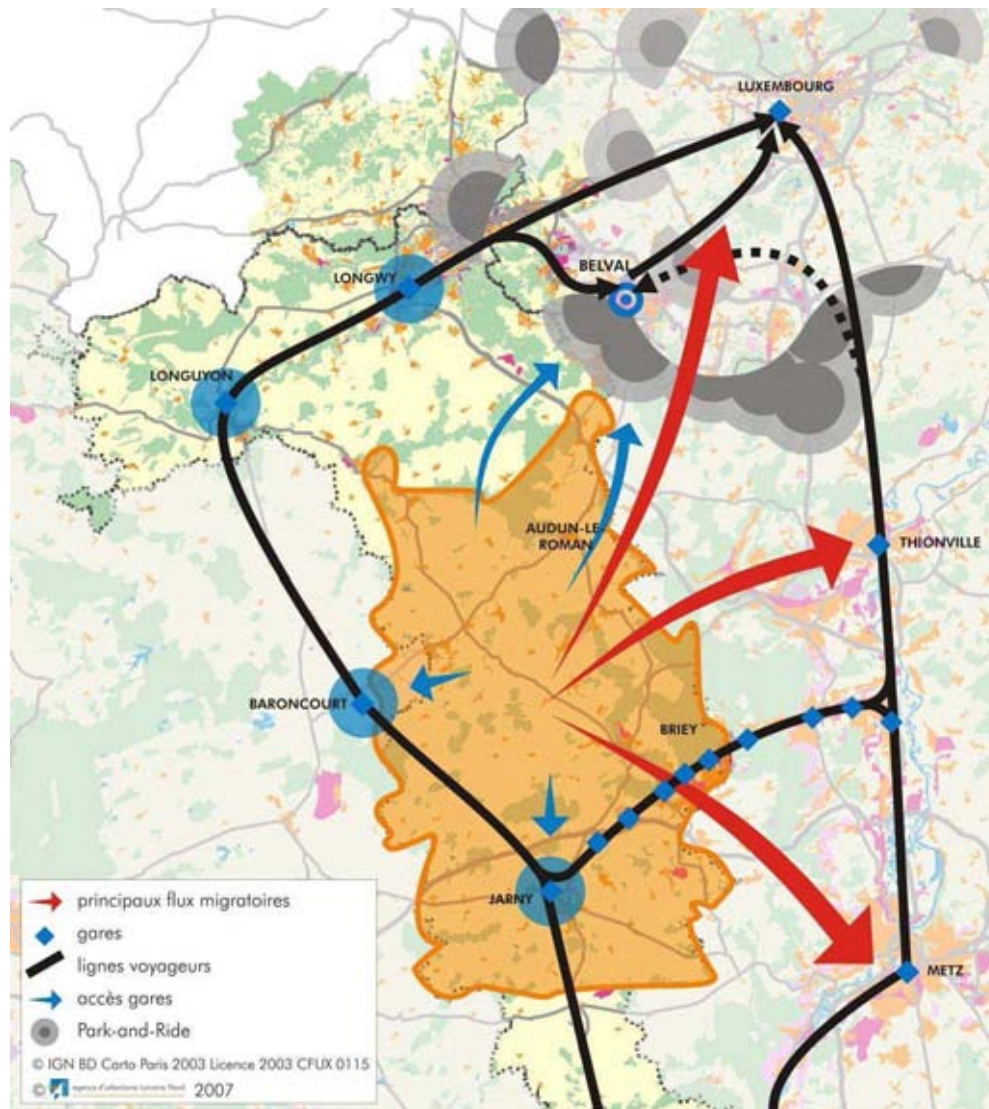 LUXEMBOURG
BELVAL
LONGWY
LONGUYON
AUDUN-LE-
ROMAN
THIONVILLE
BARONCOURT
BRIEY
JARNY
METZ
principaux flux migratoires
gares
lignes voyageurs
accès gares
Park-and-Ride
© IGN BD Carto Paris 2003 Licence 2003 CFUX 0115
© agence d'urbanisme Lorraine Nord 2007